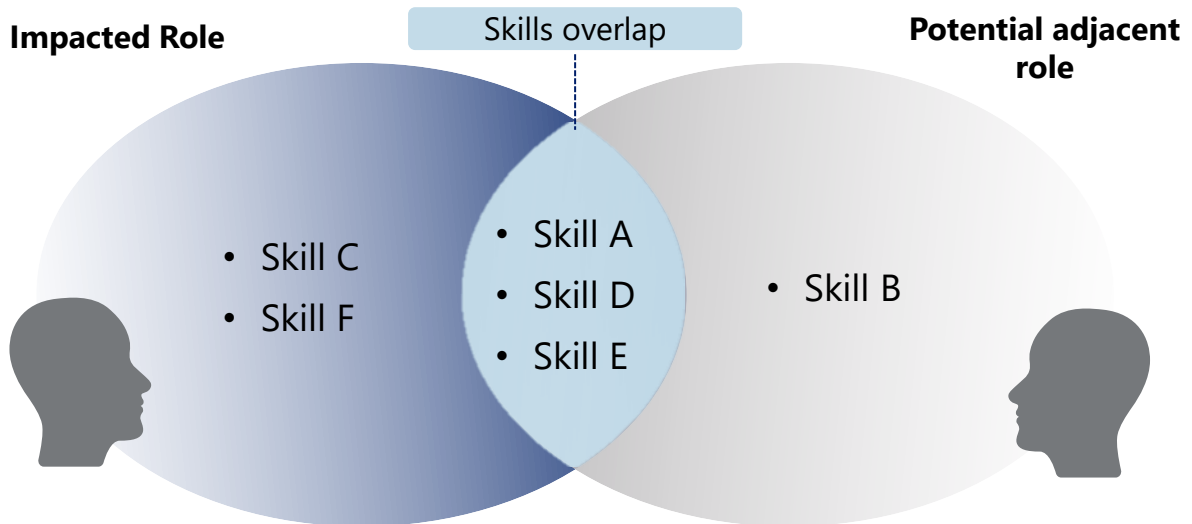 Impacted Role
Skills overlap
Potential adjacent
role
• Skill C
• Skill F
• Skill A
• Skill D
• Skill E
• Skill B